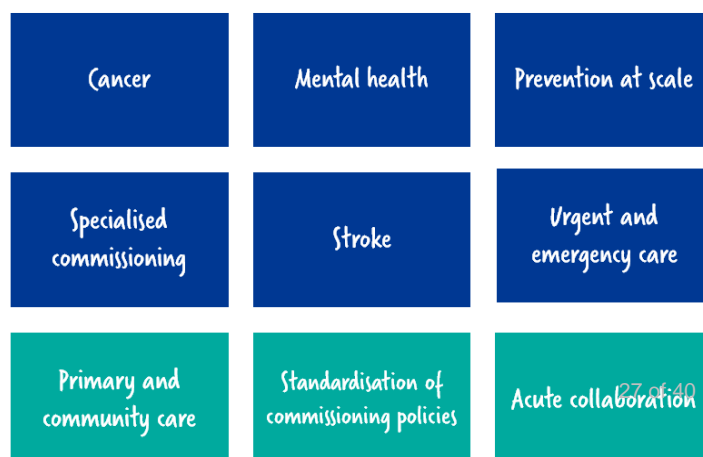 Cancer
Mental health
Prevention at scale
Specialised
commissioning
Stroke
Urgent and
emergency care
Primary and
community care
Standardisation of
commissioning policies
Acute collaboration
27 of 40